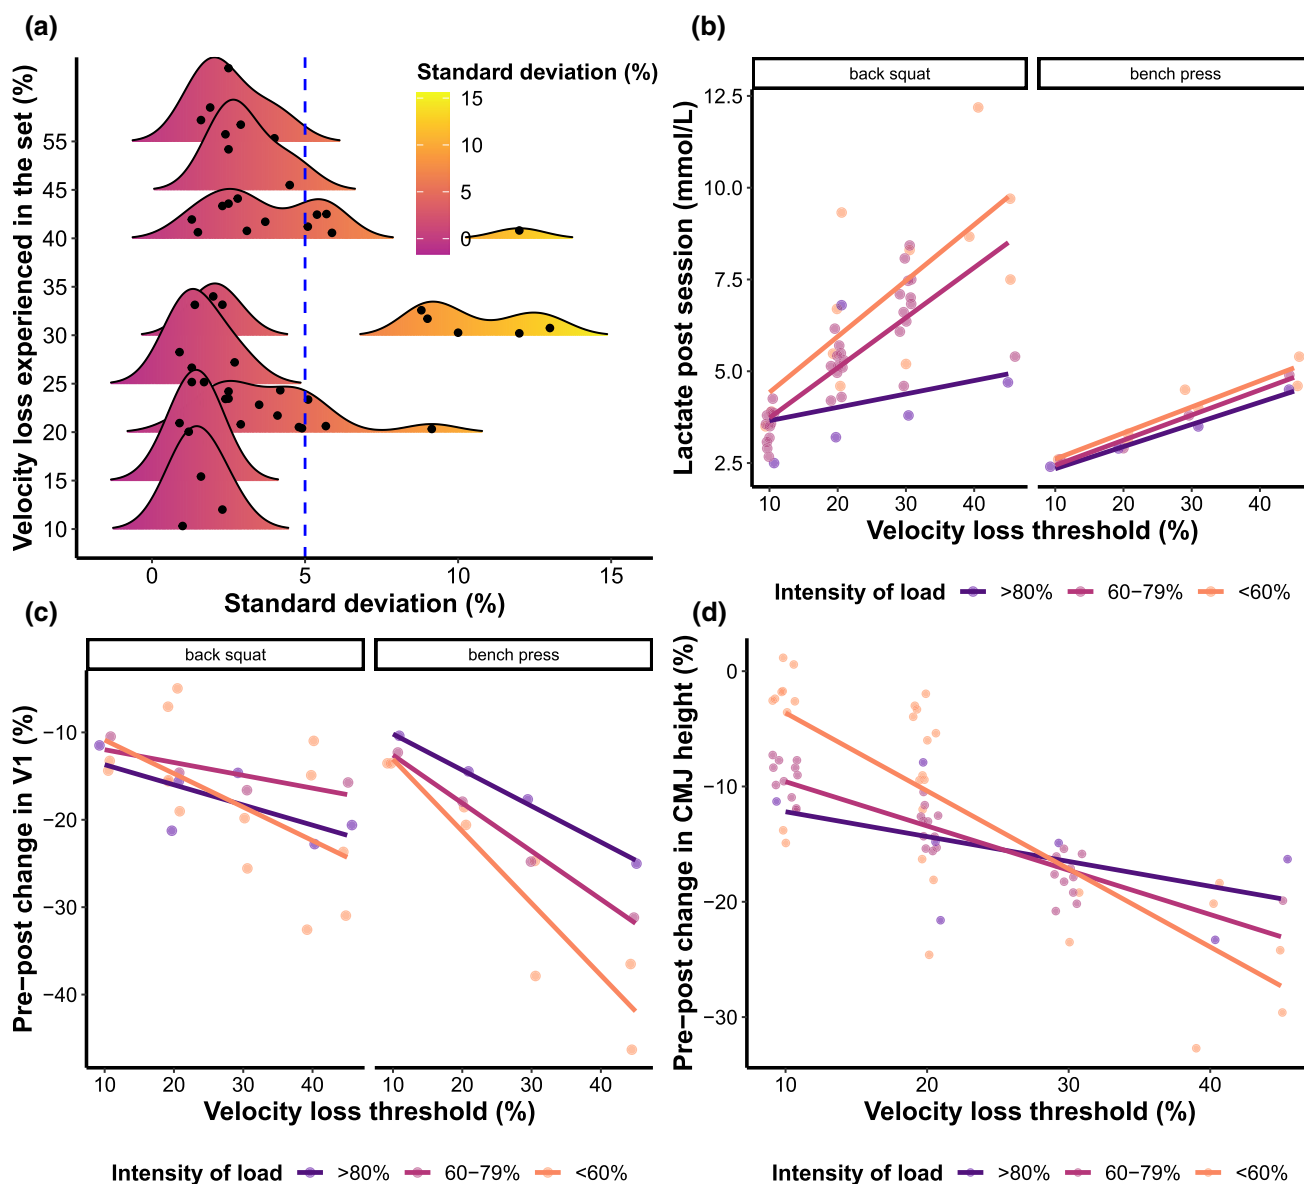 (a)
Velocity loss experienced in the set (%)
55
45
40
35
30
25
20
15
10
0
5
10
15
Standard deviation (%)
Standard deviation (%)
15
10
5
0
(b)
back squat
bench press
Lactate post session (mmol/L)
12.5
10.0
7.5
5.0
2.5
10 20 30 40 10 20 30 40
Velocity loss threshold (%)
Intensity of load >80% 60−79% <60%
(c)
back squat
bench press
Pre−post change in V1 (%)
−10
−20
−30
−40
10 20 30 40 10 20 30 40
Velocity loss threshold (%)
Intensity of load >80% 60−79% <60%
(d)
Pre−post change in CMJ height (%)
0
−10
−20
−30
10 20 30 40
Velocity loss threshold (%)
Intensity of load >80% 60−79% <60%